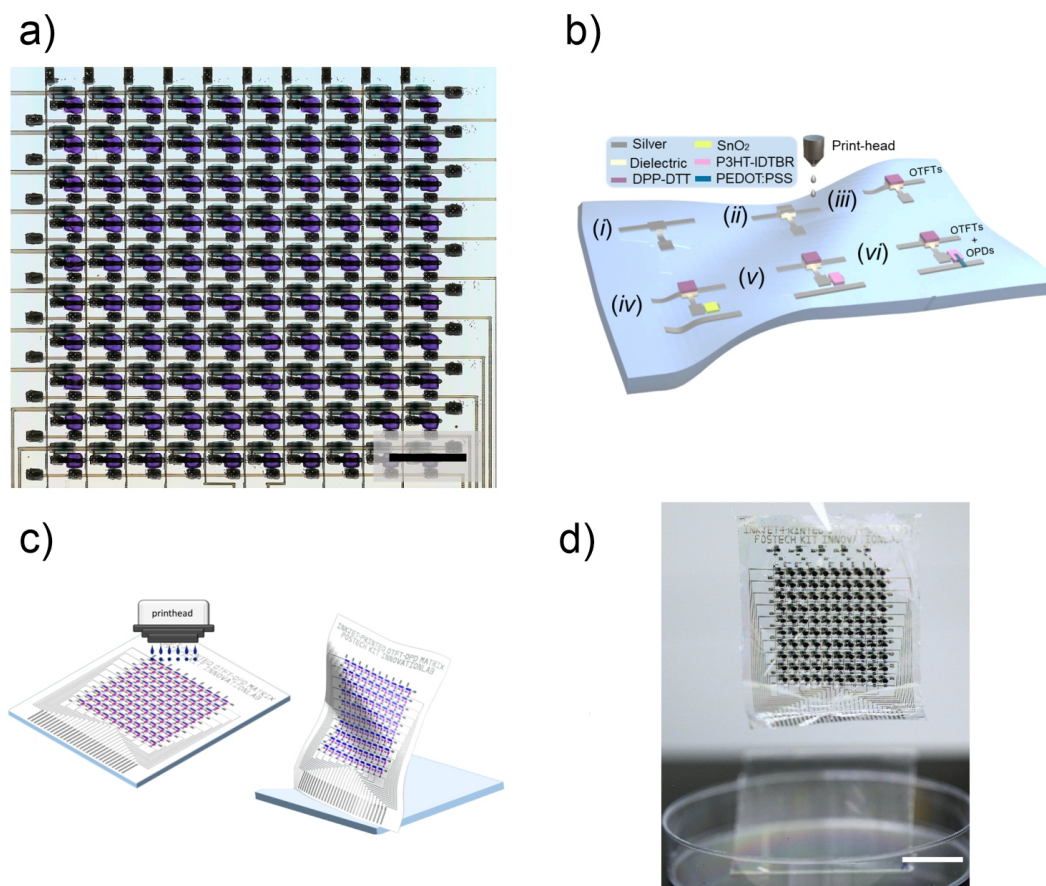 a)
b)
Silver
SnO₂
Dielectric
P3HT-IDTBR
DPP-DTT
PEDOT:PSS
Print-head
(i)
(ii)
(iii)
OTFTs
(iv)
(v)
(vi)
OTFTs
+
OPDs
c)
printhead
INNOVATIONLAB
INKJET-PRINTED OTFT-OPD MATRIX
POSTECH KIT INNOVATIONLAB
d)
POSTECH KIT INNOVATIONLAB